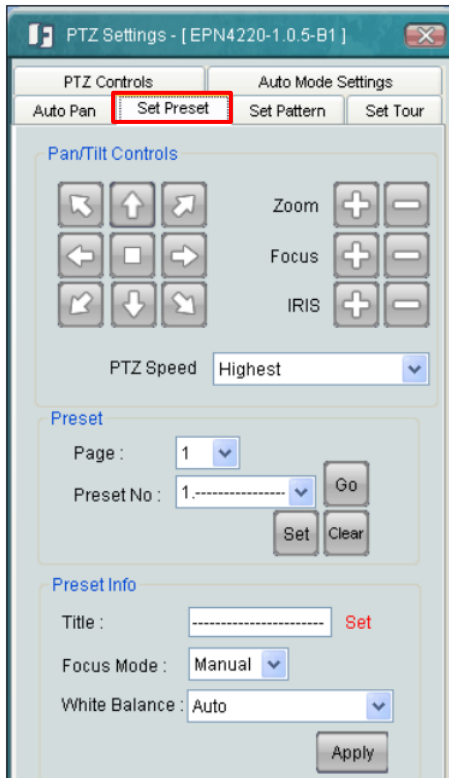 PTZ Settings - [ EPN4220-1.0.5-B1 ]
PTZ Controls Auto Mode Settings
Auto Pan Set Preset Set Pattern Set Tour
Pan/Tilt Controls
Zoom
Focus
IRIS
PTZ Speed Highest
Preset
Page : 1
Preset No : 1.---------------- Go
Set Clear
Preset Info
Title : ----------------------- Set
Focus Mode : Manual
White Balance : Auto
Apply